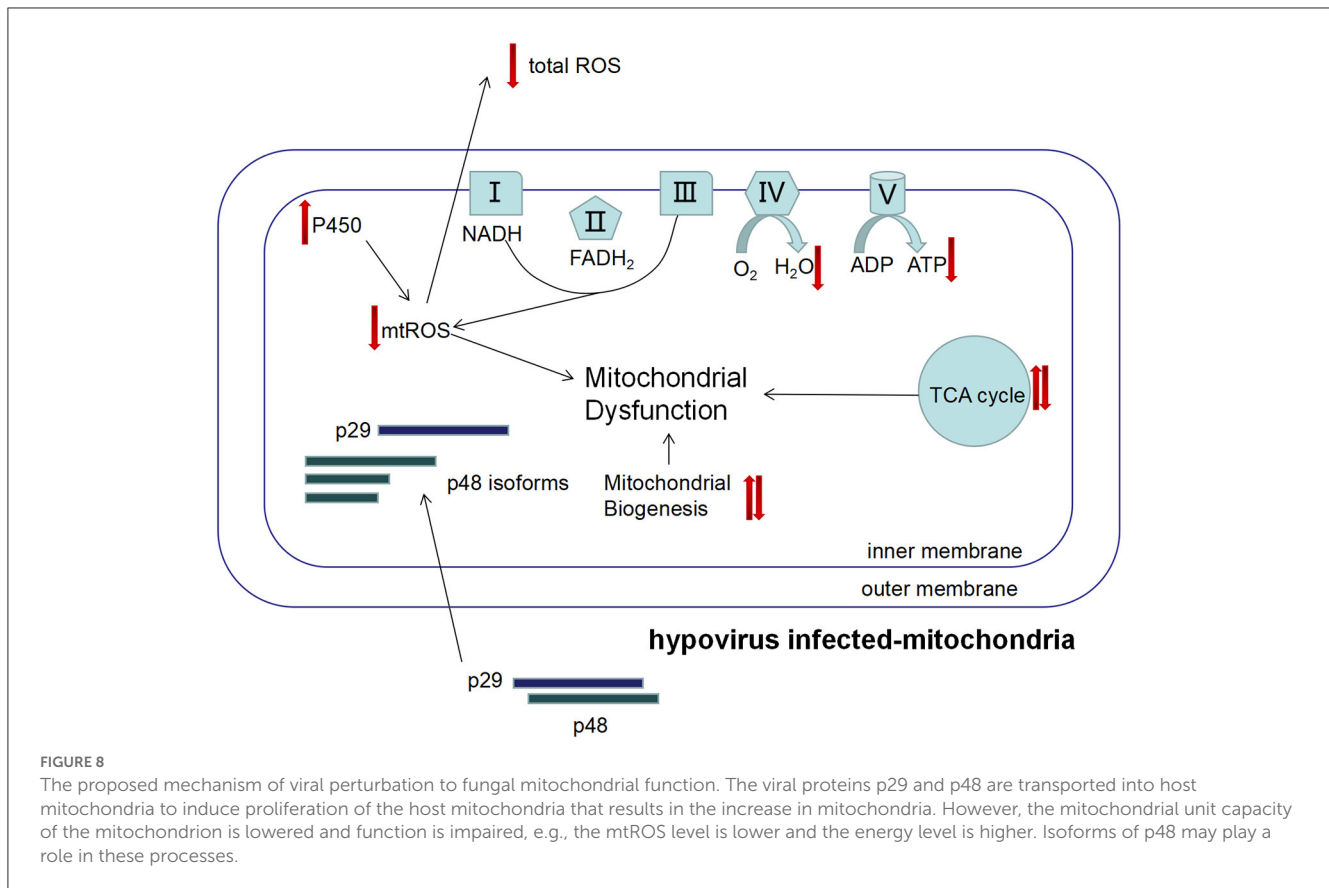 total ROS
I
II
III
IV
V
P450
NADH
FADH₂
O₂
H₂O
ADP
ATP
mtROS
Mitochondrial
Dysfunction
TCA cycle
p29
p48 isoforms
Mitochondrial
Biogenesis
inner membrane
outer membrane
hypovirus infected-mitochondria
p29
p48
FIGURE 8
The proposed mechanism of viral perturbation to fungal mitochondrial function. The viral proteins p29 and p48 are transported into host
mitochondria to induce proliferation of the host mitochondria that results in the increase in mitochondria. However, the mitochondrial unit capacity
of the mitochondrion is lowered and function is impaired, e.g., the mtROS level is lower and the energy level is higher. Isoforms of p48 may play a
role in these processes.